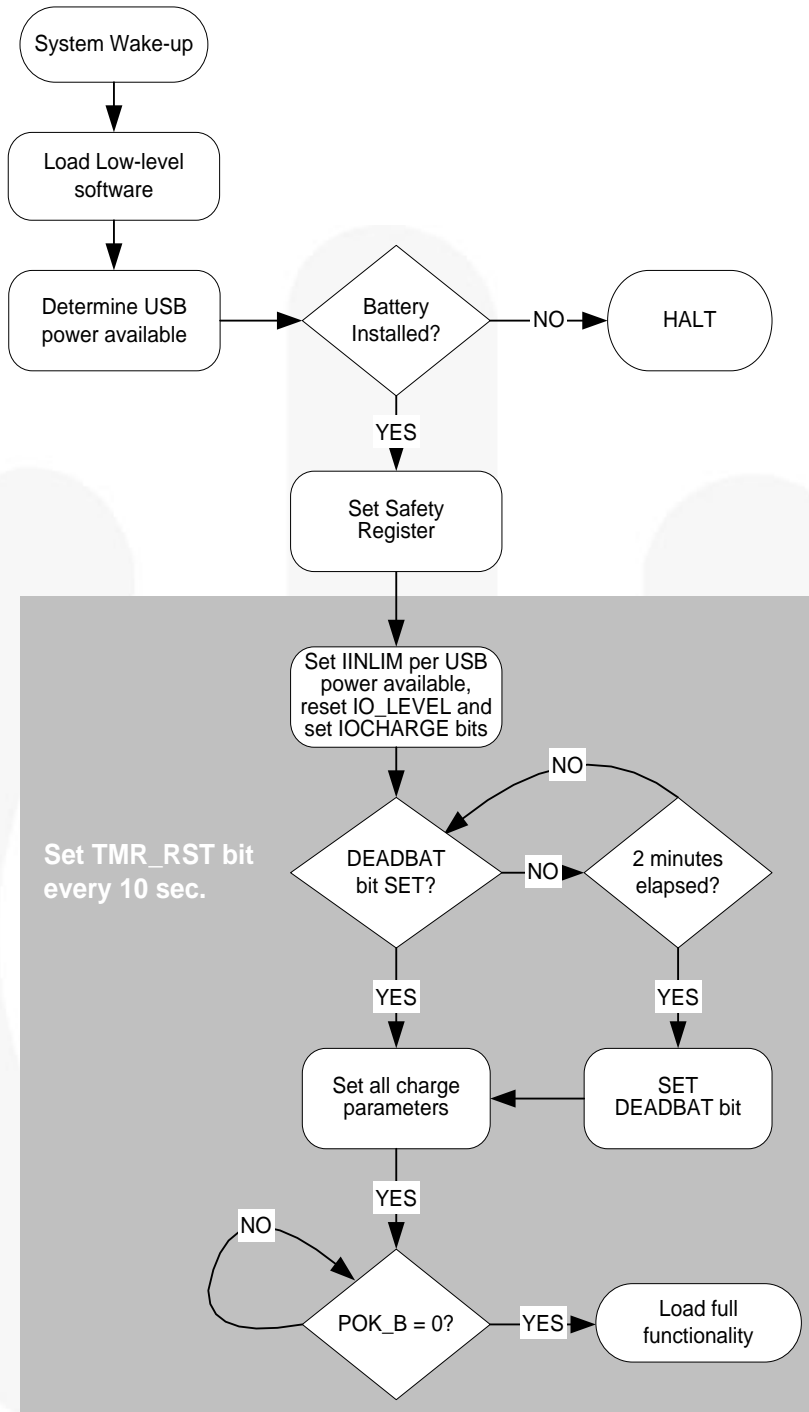 System Wake-up
Load Low-level
software
Determine USB
power available
Battery
Installed?
NO
HALT
YES
Set Safety
Register
Set IINLIM per USB
power available,
reset IO_LEVEL and
set IOCHARGE bits
NO
Set TMR_RST bit
every 10 sec.
DEADBAT
bit SET?
NO
2 minutes
elapsed?
YES
YES
Set all charge
parameters
SET
DEADBAT bit
YES
NO
POK_B = 0?
YES
Load full
functionality